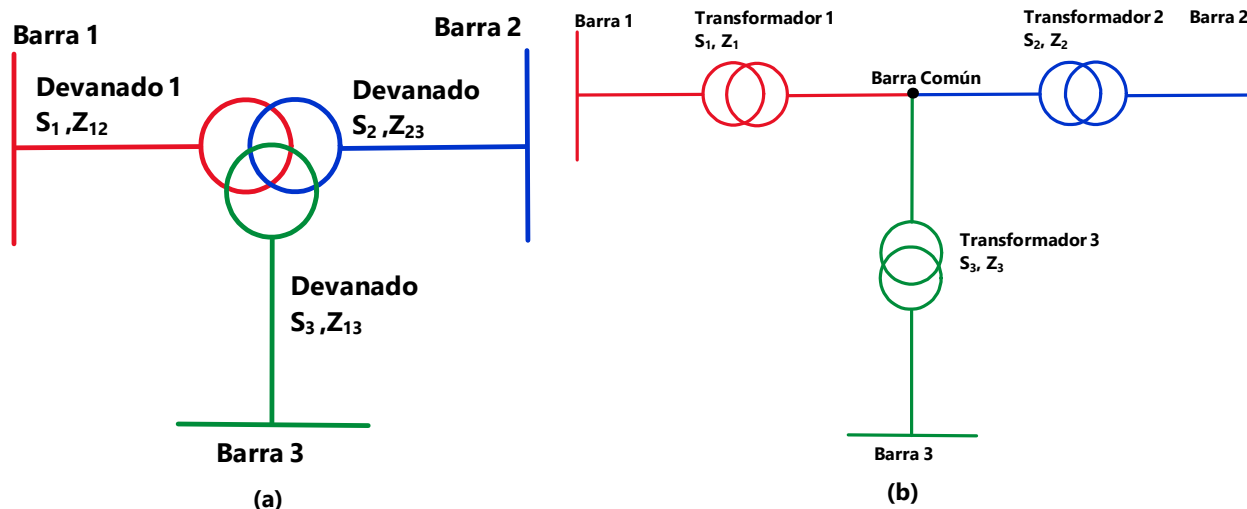 Barra 1
Devanado 1
S₁ ,Z₁₂
Barra 2
Devanado
S₂ ,Z₂₃
Devanado
S₃ ,Z₁₃
Barra 3
(a)
Barra 1
Transformador 1
S₁, Z₁
Barra Común
Transformador 2
S₂, Z₂
Barra 2
Transformador 3
S₃, Z₃
Barra 3
(b)